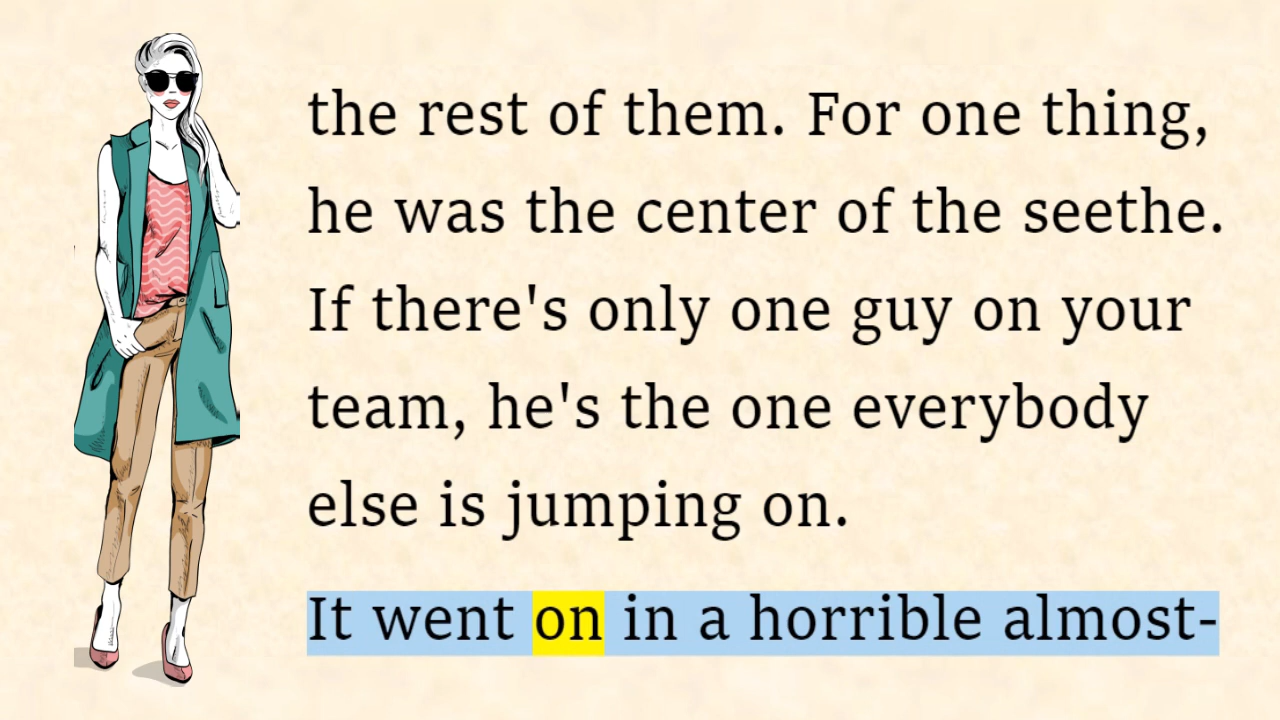 the rest of them. For one thing,
he was the center of the seethe.
If there's only one guy on your
team, he's the one everybody
else is jumping on.
It went on in a horrible almost-